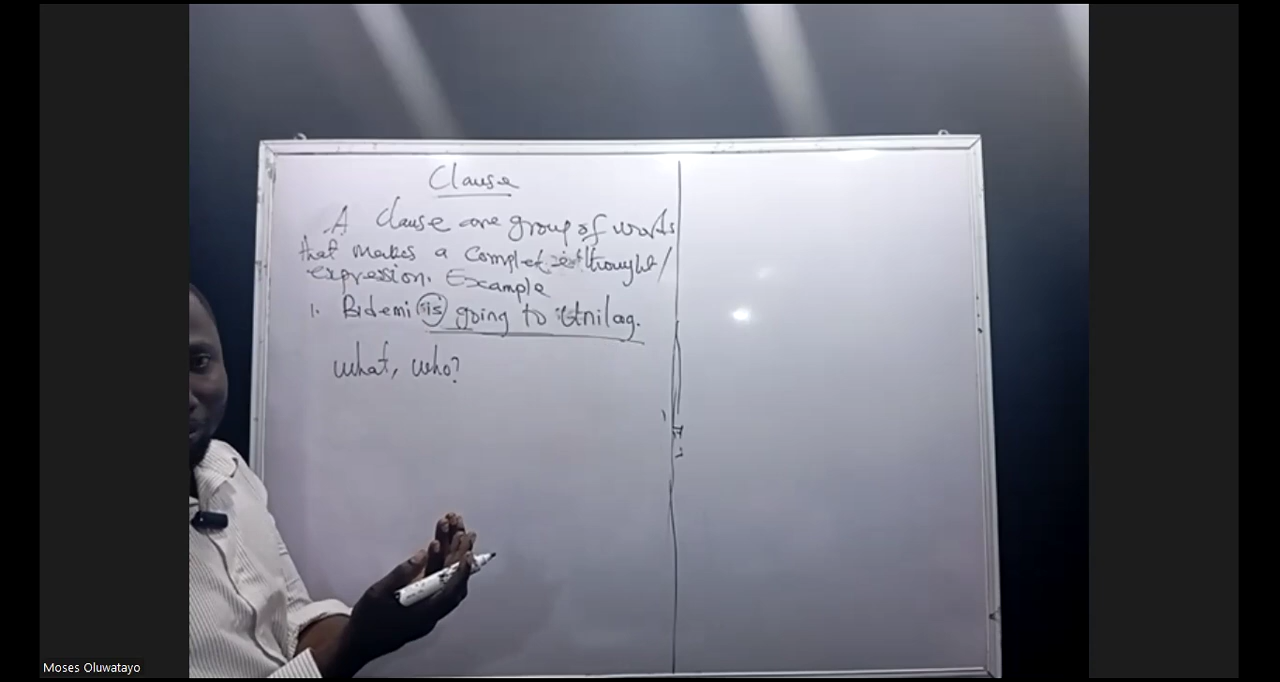 Clause
A Clause are group of words
that makes a complete thought/
expression. Example
1. Bidemi is going to Unilag.
what, who?
Moses Oluwatayo